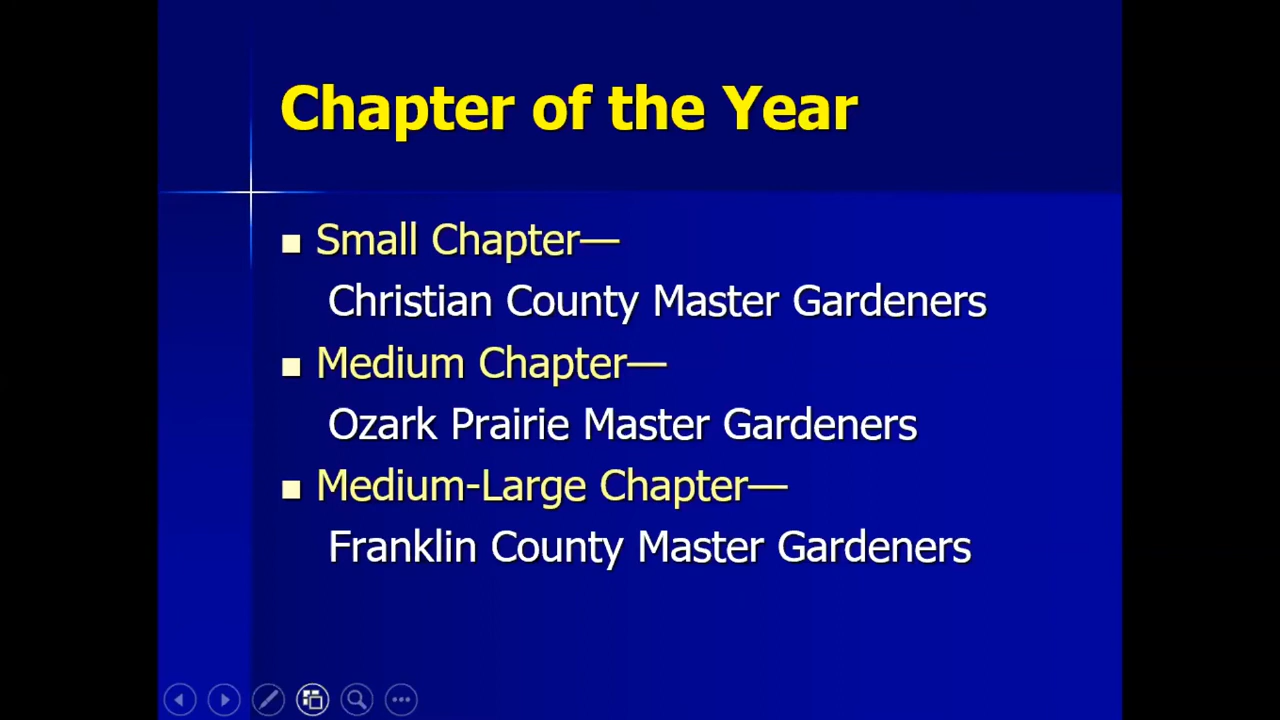 Chapter of the Year
Small Chapter—
Christian County Master Gardeners
Medium Chapter—
Ozark Prairie Master Gardeners
Medium-Large Chapter—
Franklin County Master Gardeners